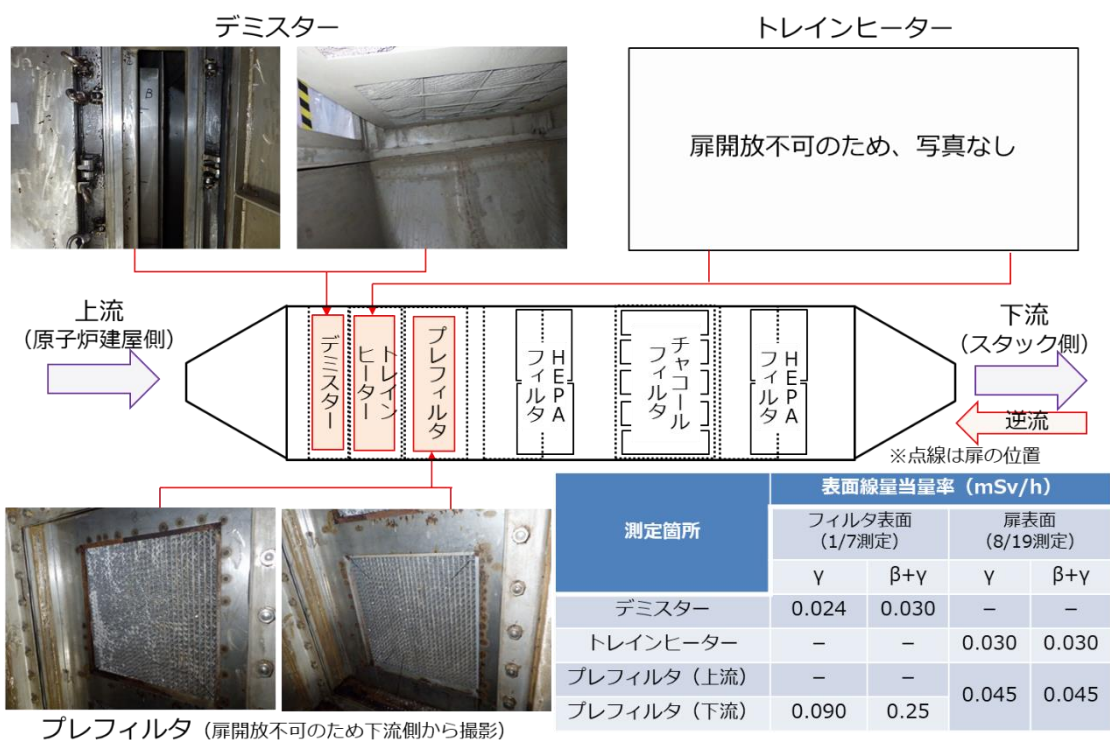 デミスター
トレインヒーター
扉開放不可のため、写真なし
上流
（原子炉建屋側）
デミスター
トレイン
ヒーター
プレフィルタ
HEPA
フィルタ
チャコール
フィルタ
HEPA
フィルタ
下流
（スタック側）
逆流
※点線は扉の位置
プレフィルタ（扉開放不可のため下流側から撮影）
測定箇所
表面線量当量率（mSv/h）
フィルタ表面
（1/7測定）
扉表面
（8/19測定）
γ β+γ γ β+γ
デミスター 0.024 0.030 － －
トレインヒーター － － 0.030 0.030
プレフィルタ（上流） － － 0.045 0.045
プレフィルタ（下流） 0.090 0.25